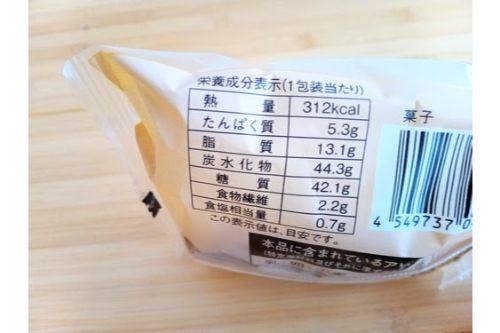 栄養成分表示(1包装当たり)
熱量 312kcal
たんぱく質 5.3g
脂質 13.1g
炭水化物 44.3g
糖質 42.1g
食物繊維 2.2g
食塩相当量 0.7g
この表示値は、目安です。
本品に含まれているア
菓子
4 549737 0